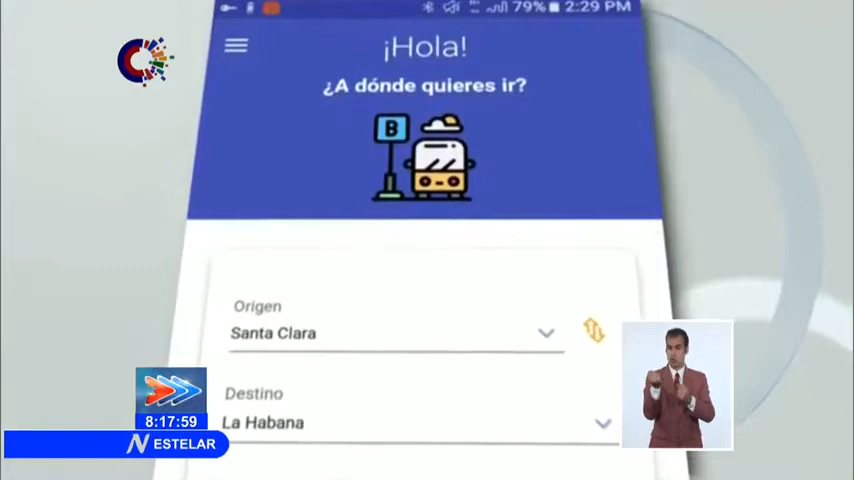 79% 2:29 PM
¡Hola!
¿A dónde quieres ir?
B
Origen
Santa Clara
Destino
La Habana
8:17:59
N ESTELAR